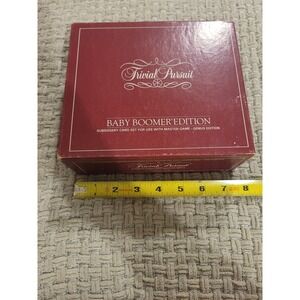 Trivial Pursuit
BABY BOOMER EDITION
SUBSIDIARY CARD SET FOR USE WITH MASTER GAME - GENUS EDITION
Trivial Pursuit
1 2 3 4 5 6 7 8